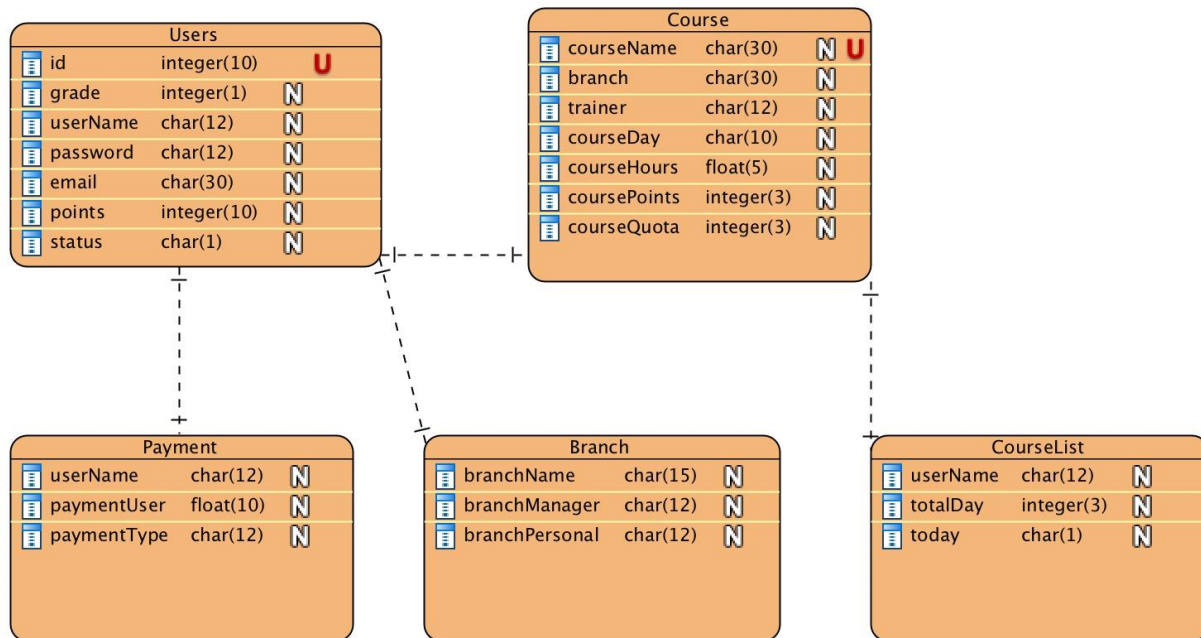 Users
id integer(10) U
grade integer(1) N
userName char(12) N
password char(12) N
email char(30) N
points integer(10) N
status char(1) N
Course
courseName char(30) N U
branch char(30) N
trainer char(12) N
courseDay char(10) N
courseHours float(5) N
coursePoints integer(3) N
courseQuota integer(3) N
Payment
userName char(12) N
paymentUser float(10) N
paymentType char(12) N
Branch
branchName char(15) N
branchManager char(12) N
branchPersonal char(12) N
CourseList
userName char(12) N
totalDay integer(3) N
today char(1) N